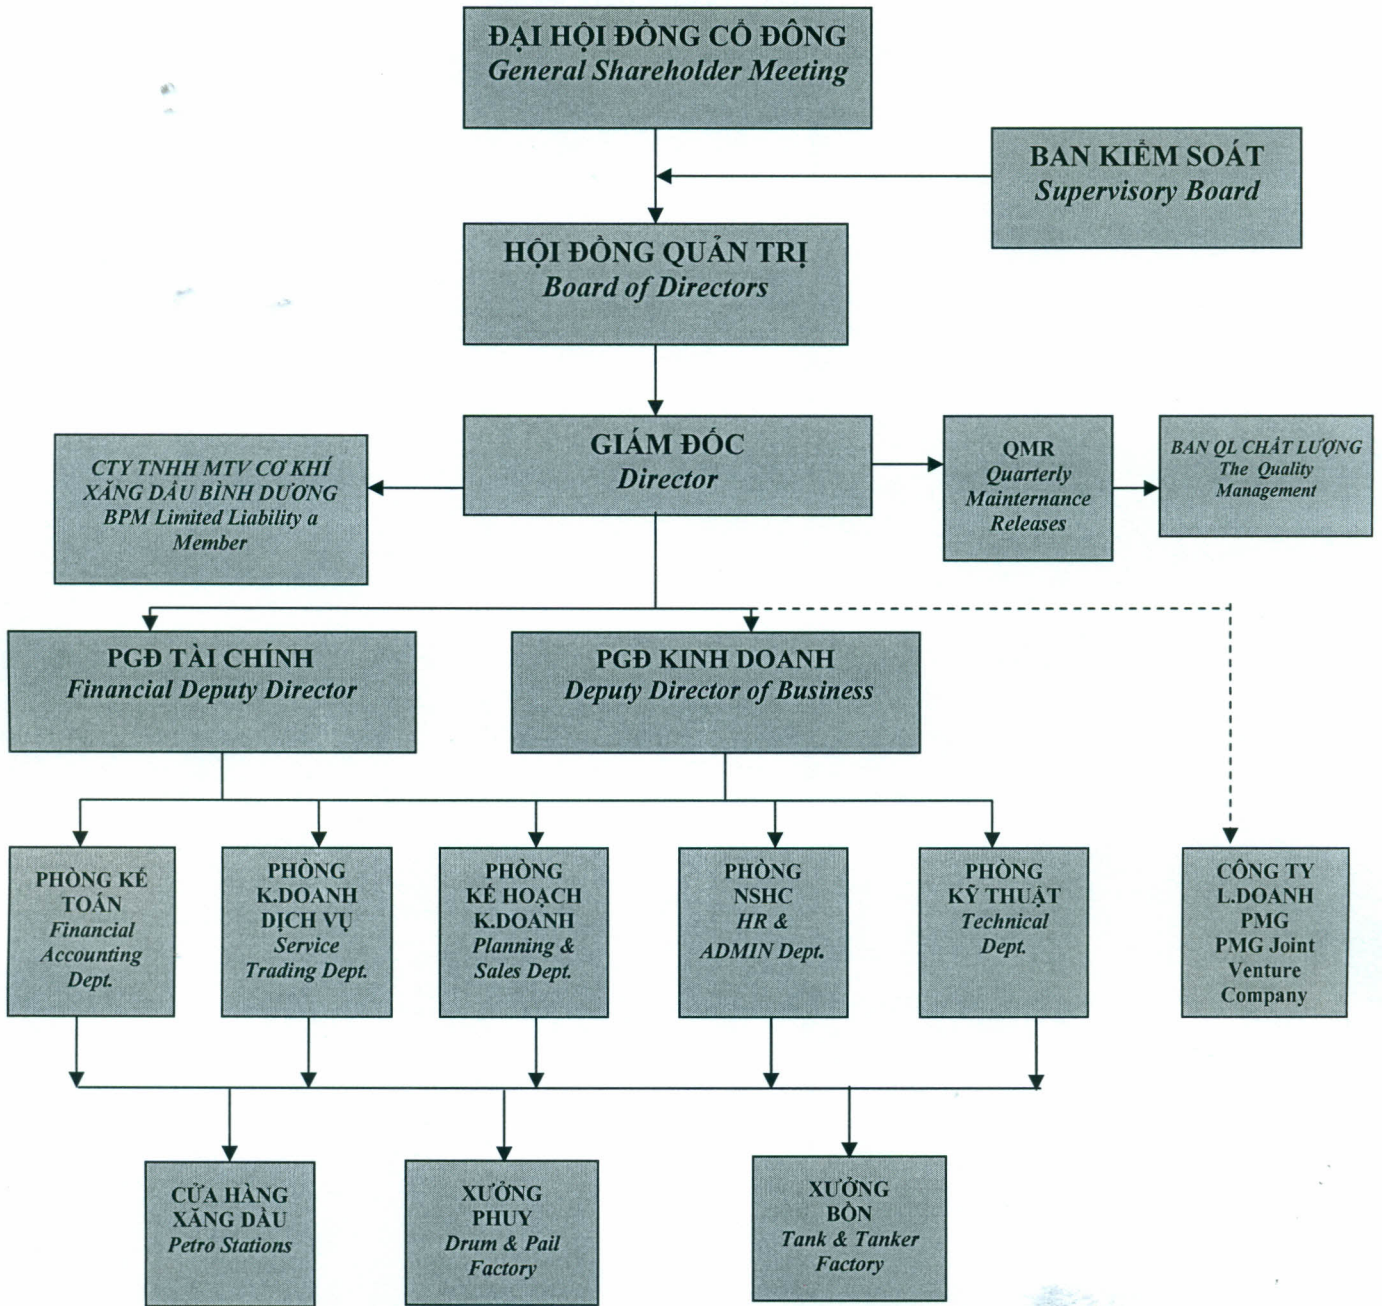 ĐẠI HỘI ĐỒNG CỔ ĐÔNG
General Shareholder Meeting
BAN KIỂM SOÁT
Supervisory Board
HỘI ĐỒNG QUẢN TRỊ
Board of Directors
GIÁM ĐỐC
Director
CTY TNHH MTV CƠ KHÍ
XĂNG DẦU BÌNH DƯƠNG
BPM Limited Liability a
Member
QMR
Quarterly
Mainternance
Releases
BAN QL CHẤT LƯỢNG
The Quality
Management
PGĐ TÀI CHÍNH
Financial Deputy Director
PGĐ KINH DOANH
Deputy Director of Business
PHÒNG KẾ
TOÁN
Financial
Accounting
Dept.
PHÒNG
K.DOANH
DỊCH VỤ
Service
Trading Dept.
PHÒNG
KẾ HOẠCH
K.DOANH
Planning &
Sales Dept.
PHÒNG
NSHC
HR &
ADMIN Dept.
PHÒNG
KỸ THUẬT
Technical
Dept.
CÔNG TY
L.DOANH
PMG
PMG Joint
Venture
Company
CỬA HÀNG
XĂNG DẦU
Petro Stations
XƯỞNG
PHUY
Drum & Pail
Factory
XƯỞNG
BỒN
Tank & Tanker
Factory